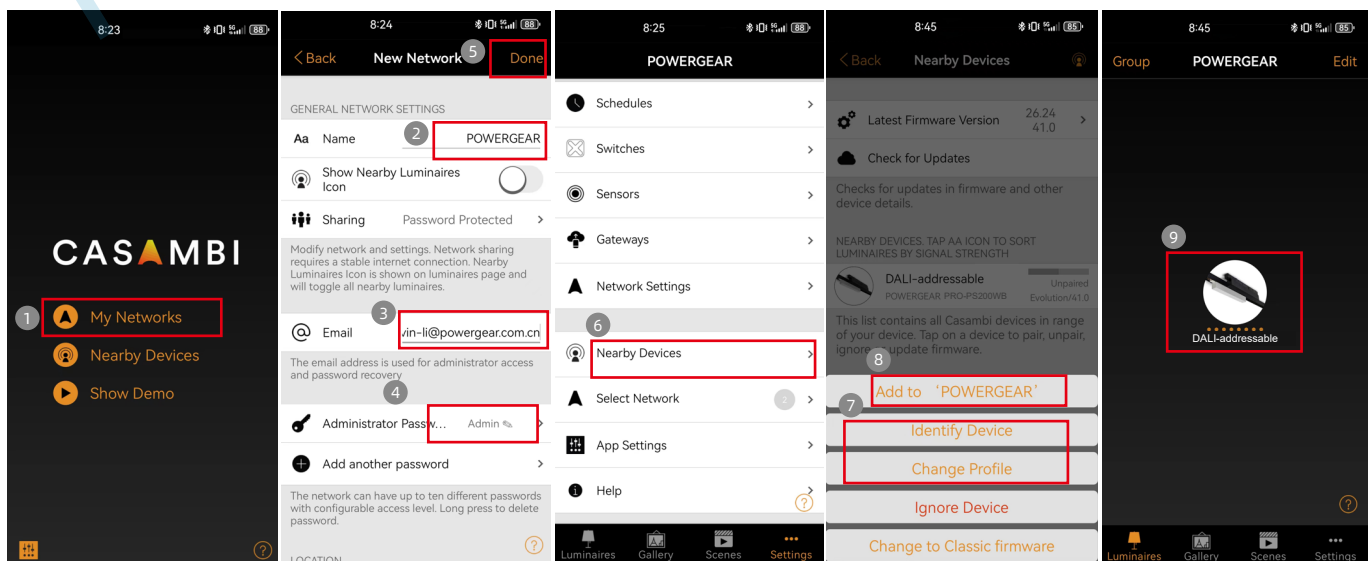 8:23
88
CASAMBI
1
My Networks
Nearby Devices
Show Demo
?
8:24
5G
88
< Back
New Network
5
Done
GENERAL NETWORK SETTINGS
Aa Name
2
POWERGEAR
Show Nearby Luminaires
Icon
Sharing
Password Protected >
Modify network and settings. Network sharing
requires a stable internet connection. Nearby
Luminaires Icon is shown on luminaires page and
will toggle all nearby luminaires.
3
@ Email
vin-li@powergear.com.cn
The email address is used for administrator access
and password recovery
4
Administrator Passw...
Admin
>
Add another password >
The network can have up to ten different passwords
with configurable access level. Long press to delete
password.
?
LOCATION
8:25
5G
88
POWERGEAR
Schedules >
Switches >
Sensors >
Gateways >
Network Settings >
6
Nearby Devices >
Select Network 2 >
App Settings >
Help >
?
Luminaires
Gallery
Scenes
Settings
8:45
5G
85
< Back
Nearby Devices
Latest Firmware Version
26.24
41.0
>
Check for Updates
Checks for updates in firmware and other
device details.
NEARBY DEVICES. TAP AA ICON TO SORT
LUMINAIRES BY SIGNAL STRENGTH
DALI-addressable
Unpaired
POWERGEAR PRO-PS200WB
Evolution/41.0
This list contains all Casambi devices in range
of your device. Tap on a device to pair, unpair,
ignore or update firmware.
8
Add to ‘POWERGEAR’
7
Identify Device
Change Profile
Ignore Device
Change to Classic firmware
8:45
5G
85
Group
POWERGEAR
Edit
9
DALI-addressable
?
Luminaires
Gallery
Scenes
Settings